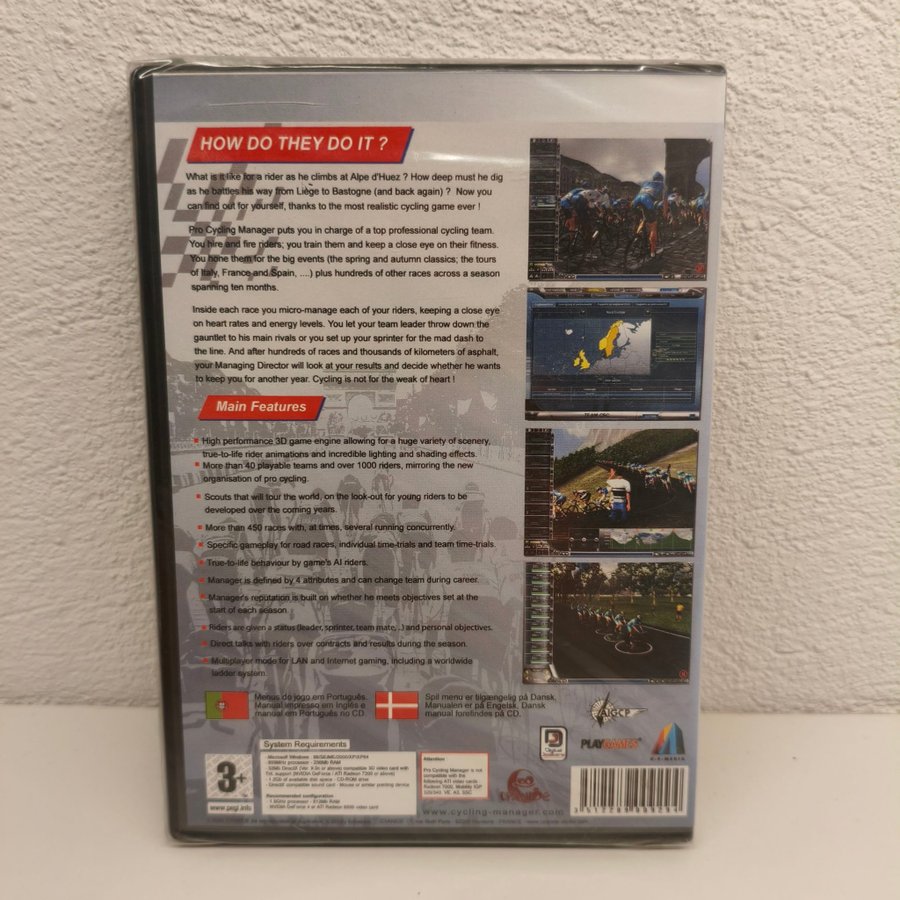 HOW DO THEY DO IT ?
What is it like for a rider as he climbs at Alpe d'Huez ? How deep must he dig
as he battles his way from Liège to Bastogne (and back again) ? Now you
can find out for yourself, thanks to the most realistic cycling game ever !
Pro Cycling Manager puts you in charge of a top professional cycling team.
You hire and fire riders; you train them and keep a close eye on their fitness.
You hone them for the big events (the spring and autumn classics; the tours
of Italy, France and Spain, ....) plus hundreds of other races across a season
spanning ten months.
Inside each race you micro-manage each of your riders, keeping a close eye
on heart rates and energy levels. You let your team leader throw down the
gauntlet to his main rivals or you set up your sprinter for the mad dash to
the line. And after hundreds of races and thousands of kilometers of asphalt,
your Managing Director will look at your results and decide whether he wants
to keep you for another year. Cycling is not for the weak of heart !
Main Features
High performance 3D game engine allowing for a huge variety of scenery,
true-to-life rider animations and incredible lighting and shading effects.
More than 40 playable teams and over 1000 riders, mirroring the new
organisation of pro cycling.
Scouts that will tour the world, on the look-out for young riders to be
developed over the coming years.
More than 450 races with, at times, several running concurrently.
Specific gameplay for road races, individual time-trials and team time-trials.
True-to-life behaviour by game's AI riders.
Manager is defined by 4 attributes and can change team during career.
Manager's reputation is built on whether he meets objectives set at the
start of each season.
Riders are given a status (leader, sprinter, team mate, ..) and personal objectives.
Direct talks with riders over contracts and results during the season.
Multiplayer mode for LAN and Internet gaming, including a worldwide
ladder system.
Menus do jogo em Português.
Manual impresso em Inglês e
manual em Português no CD.
Spil menu er tilgængelig på Dansk.
Manualen er på Engelsk, Dansk
manual forefindes på CD.
AIGCP
PLAYGAMES
3+
www.pegi.info
System Requirements
Recommended configuration
Attention
Pro Cycling Manager is not
compatible with the
following ATI video cards
www.cycling-manager.com